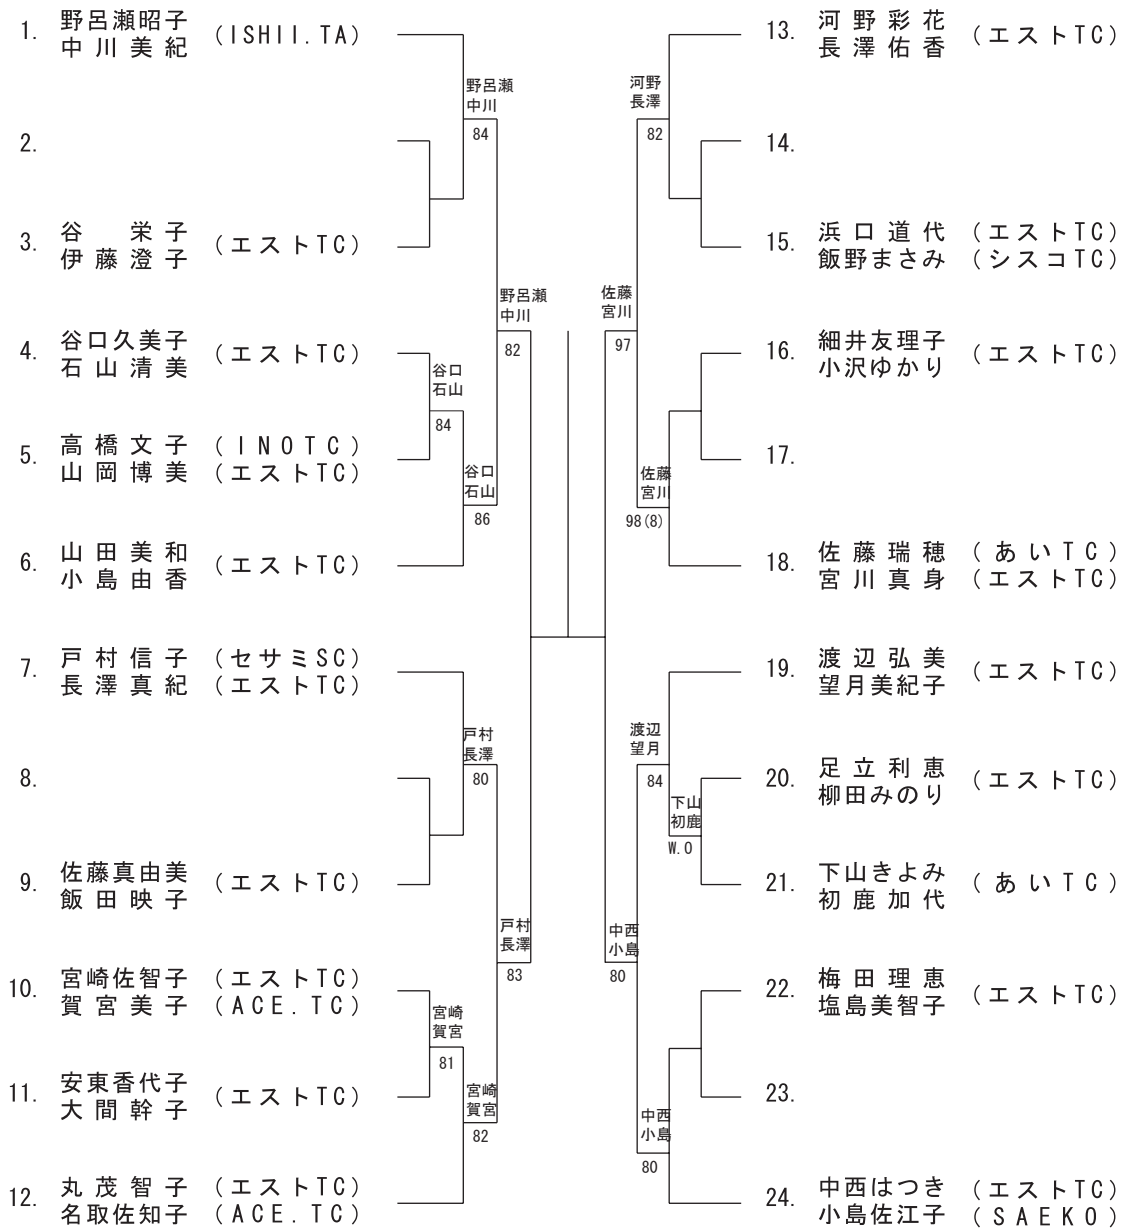 1. 野呂瀬昭子 (ISHII.TA)
中川美紀
2.
3. 谷 栄子 (エストTC)
伊藤澄子
4. 谷口久美子 (エストTC)
石山清美
5. 高橋文子 (INOTC)
山岡博美 (エストTC)
6. 山田美和 (エストTC)
小島由香
7. 戸村信子 (セサミSC)
長澤真紀 (エストTC)
8.
9. 佐藤真由美 (エストTC)
飯田映子
10. 宮崎佐智子 (エストTC)
賀宮美子 (ACE.TC)
11. 安東香代子 (エストTC)
大間幹子
12. 丸茂智子 (エストTC)
名取佐知子 (ACE.TC)
野呂瀬
中川
84
谷口
石山
84
谷口
石山
86
野呂瀬
中川
82
戸村
長澤
80
宮崎
賀宮
81
宮崎
賀宮
82
戸村
長澤
83
河野
長澤
82
佐藤
宮川
98(8)
佐藤
宮川
97
渡辺
望月
84
下山
初鹿
W.O
中西
小島
80
中西
小島
80
13. 河野彩花 (エストTC)
長澤佑香
14.
15. 浜口道代 (エストTC)
飯野まさみ (シスコTC)
16. 細井友理子 (エストTC)
小沢ゆかり
17.
18. 佐藤瑞穂 (あいTC)
宮川真身 (エストTC)
19. 渡辺弘美 (エストTC)
望月美紀子
20. 足立利恵 (エストTC)
柳田みのり
21. 下山きよみ (あいTC)
初鹿加代
22. 梅田理恵 (エストTC)
塩島美智子
23.
24. 中西はつき (エストTC)
小島佐江子 (SAEKO)